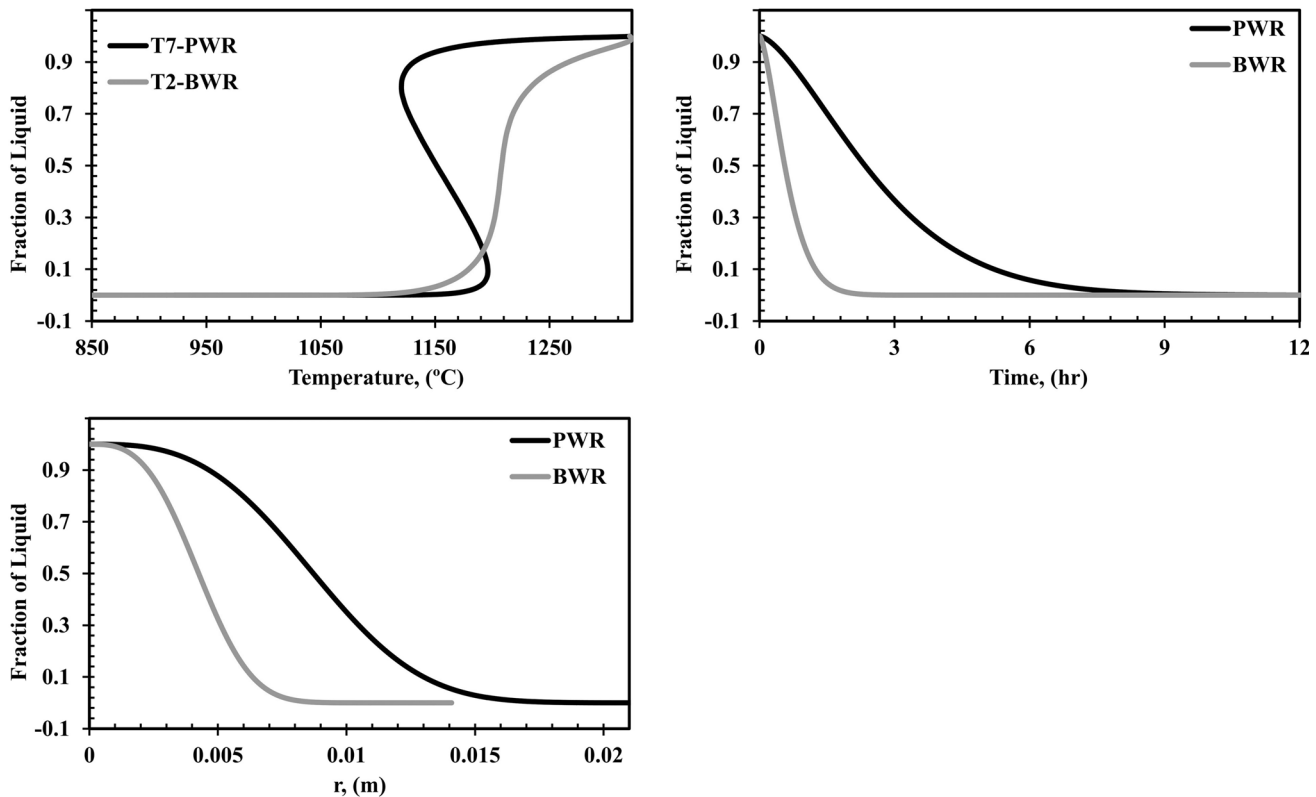 T7-PWR
T2-BWR
Fraction of Liquid
0.9
0.7
0.5
0.3
0.1
-0.1
850
950
1050
1150
1250
Temperature, (ºC)
PWR
BWR
Fraction of Liquid
0.9
0.7
0.5
0.3
0.1
-0.1
0
3
6
9
12
Time, (hr)
PWR
BWR
Fraction of Liquid
0.9
0.7
0.5
0.3
0.1
-0.1
0
0.005
0.01
0.015
0.02
r, (m)